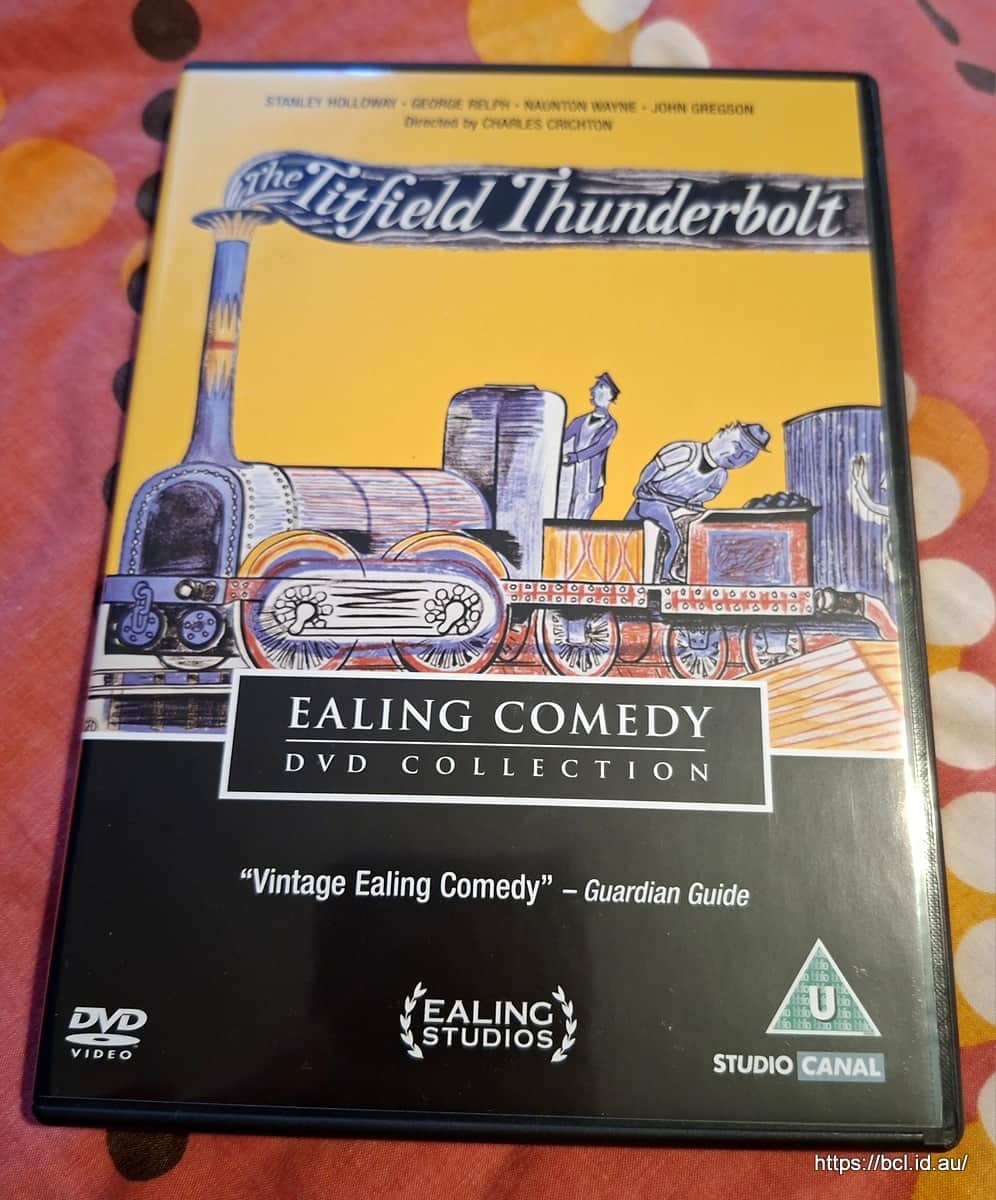 STANLEY HOLLOWAY • GEORGE RELPH • NAUNTON WAYNE • JOHN GREGSON
Directed by CHARLES CRICHTON
The Titfield Thunderbolt
EALING COMEDY
DVD COLLECTION
“Vintage Ealing Comedy” – Guardian Guide
DVD
VIDEO
EALING
STUDIOS
U
STUDIO CANAL
https://bcl.id.au/